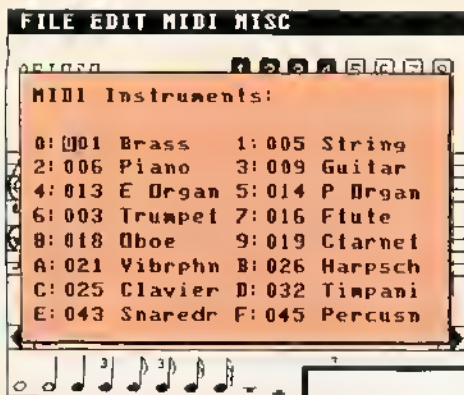 FILE EDIT MIDI MISC
MIDI Instruments:
0: 001 Brass 1: 005 String
2: 006 Piano 3: 009 Guitar
4: 013 E Organ 5: 014 P Organ
6: 003 Trumpet 7: 016 Flute
8: 018 Oboe 9: 019 Clarnet
A: 021 Vibrphn B: 026 Harpsch
C: 025 Clavier D: 032 Timpani
E: 043 Snaredr F: 045 Percusn